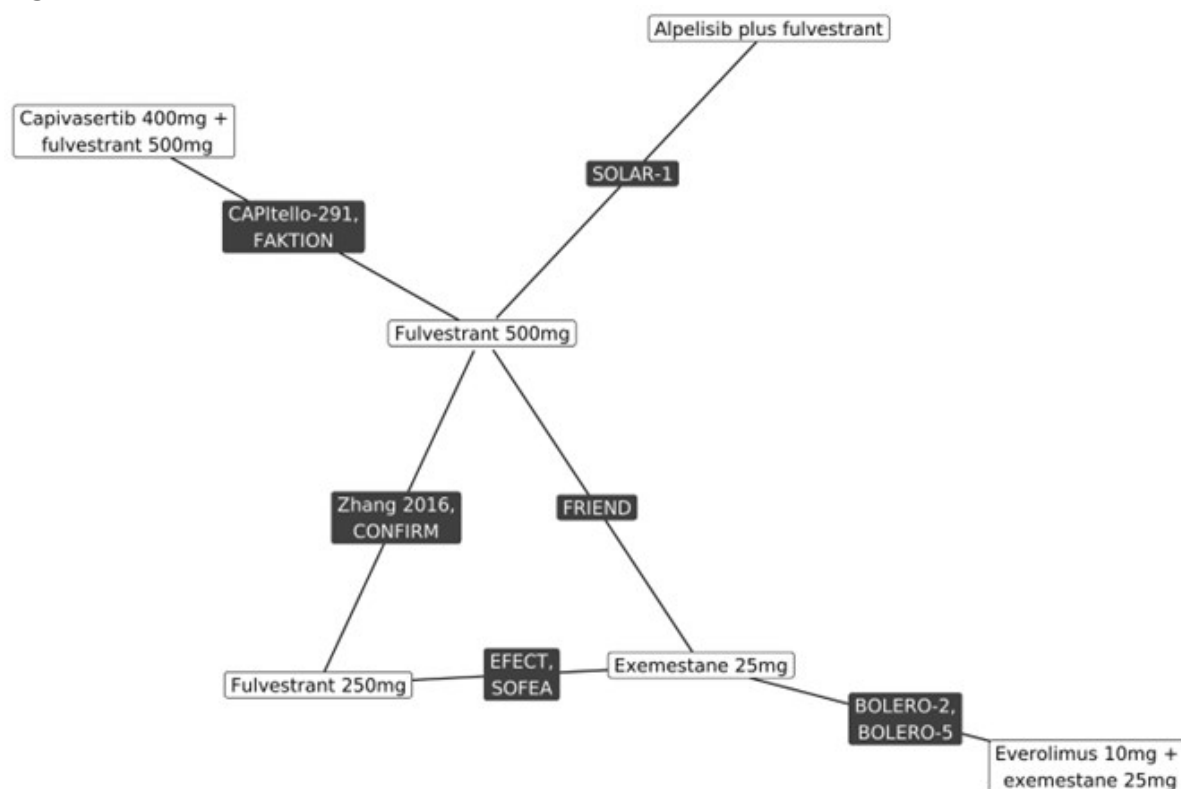 Alpelisib plus fulvestrant
Capivasertib 400mg +
fulvestrant 500mg
SOLAR-1
CAPItello-291,
FAKTION
Fulvestrant 500mg
Zhang 2016,
CONFIRM
FRIEND
EFECT,
SOFEA
Exemestane 25mg
Fulvestrant 250mg
BOLERO-2,
BOLERO-5
Everolimus 10mg +
exemestane 25mg